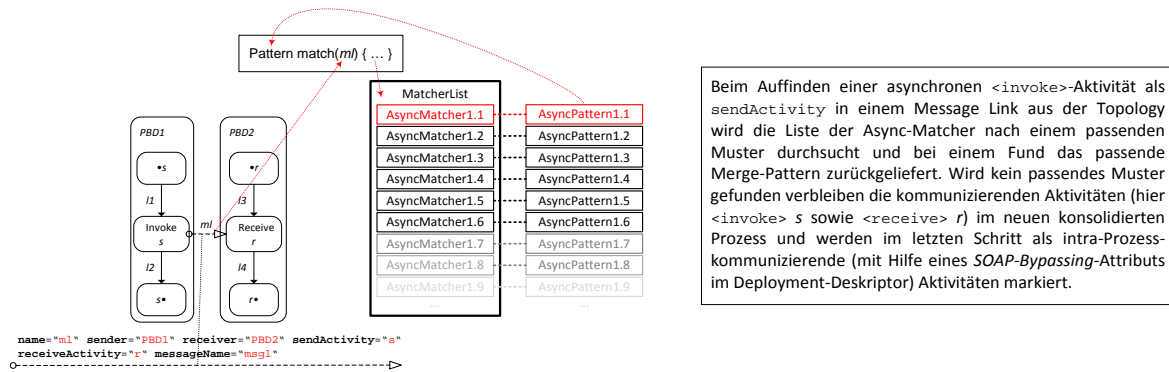 Pattern match(ml) { … }
MatcherList
AsyncMatcher1.1 AsyncPattern1.1
AsyncMatcher1.2 AsyncPattern1.2
AsyncMatcher1.3 AsyncPattern1.3
AsyncMatcher1.4 AsyncPattern1.4
AsyncMatcher1.5 AsyncPattern1.5
AsyncMatcher1.6 AsyncPattern1.6
AsyncMatcher1.7 AsyncPattern1.7
AsyncMatcher1.8 AsyncPattern1.8
AsyncMatcher1.9 AsyncPattern1.9
... ...
PBD1 PBD2
•s •r
l1 l3
Invoke ml Receive
s r
l2 l4
s• r•
name="ml" sender="PBD1" receiver="PBD2" sendActivity="s"
receiveActivity="r" messageName="msg1"
Beim Auffinden einer asynchronen <invoke>-Aktivität als
sendActivity in einem Message Link aus der Topology
wird die Liste der Async-Matcher nach einem passenden
Muster durchsucht und bei einem Fund das passende
Merge-Pattern zurückgeliefert. Wird kein passendes Muster
gefunden verbleiben die kommunizierenden Aktivitäten (hier
<invoke> s sowie <receive> r) im neuen konsolidierten
Prozess und werden im letzten Schritt als intra-Prozess-
kommunizierende (mit Hilfe eines SOAP-Bypassing-Attributs
im Deployment-Deskriptor) Aktivitäten markiert.